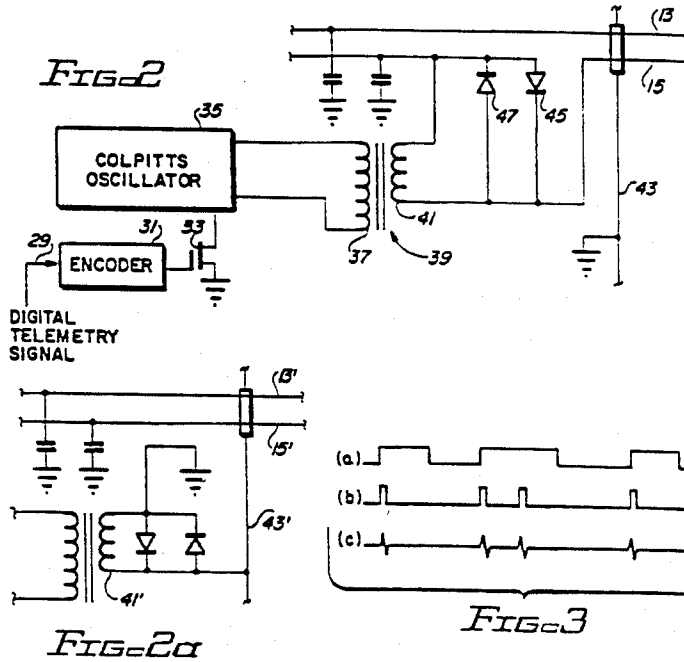 FIG. 2
13
15
35
COLPITTS
OSCILLATOR
47
45
43
31
33
29
ENCODER
41
37
39
DIGITAL
TELEMETRY
SIGNAL
13'
15'
43'
41'
FIG. 2a
(a)
(b)
(c)
FIG. 3